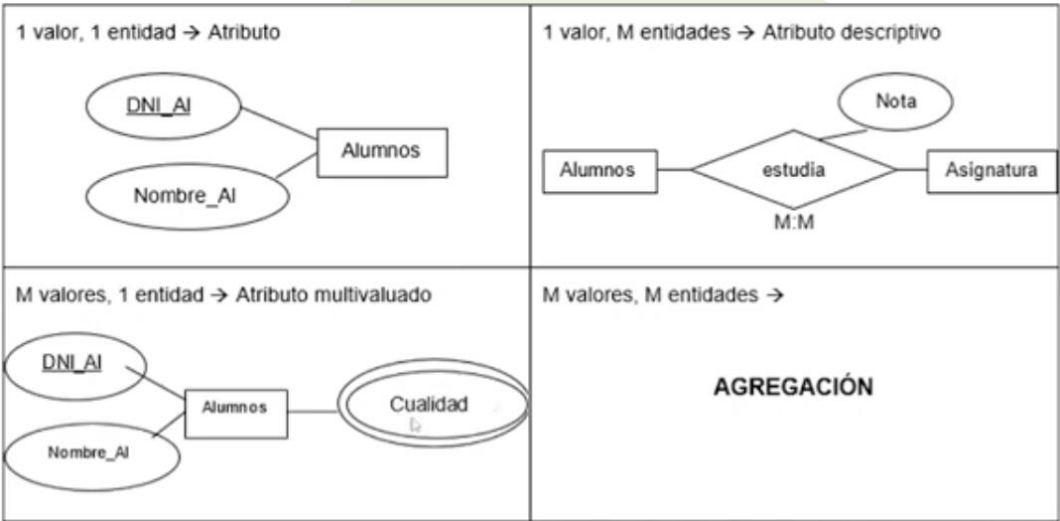 1 valor, 1 entidad → Atributo
DNI_Al
Alumnos
Nombre_Al
1 valor, M entidades → Atributo descriptivo
Nota
Alumnos
estudia
Asignatura
M:M
M valores, 1 entidad → Atributo multivaluado
DNI_Al
Alumnos
Cualidad
Nombre_Al
M valores, M entidades →
AGREGACIÓN